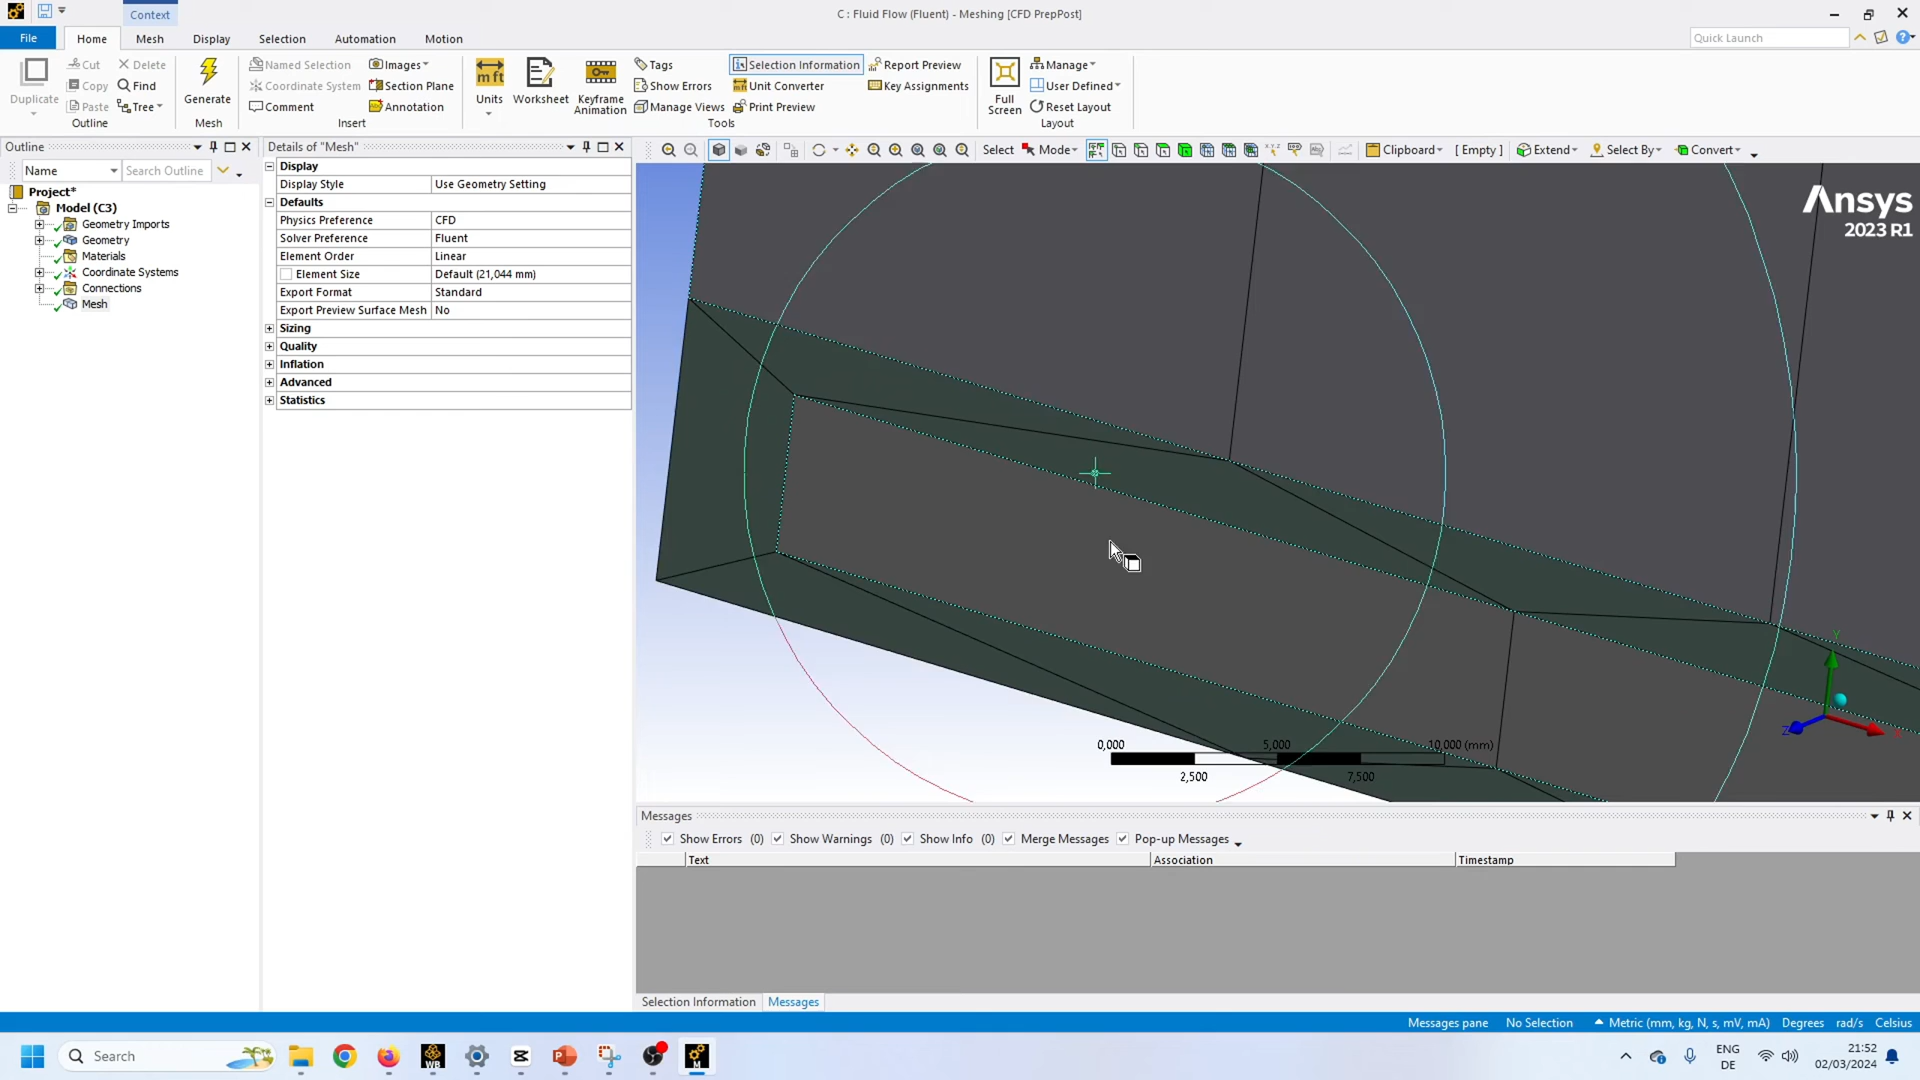 Context
C : Fluid Flow (Fluent) - Meshing [CFD PrepPost]
File
Home
Mesh
Display
Selection
Automation
Motion
Quick Launch
Duplicate
Cut
Copy
Paste
Delete
Find
Tree
Outline
Generate
Mesh
Named Selection
Coordinate System
Comment
Images
Section Plane
Annotation
Insert
mft
Units
Worksheet
Keyframe
Animation
Tags
Show Errors
Manage Views
Selection Information
Unit Converter
Print Preview
Report Preview
Key Assignments
Tools
Full
Screen
Manage
User Defined
Reset Layout
Layout
Outline
Name
Search Outline
Project*
Model (C3)
Geometry Imports
Geometry
Materials
Coordinate Systems
Connections
Mesh
Details of "Mesh"
Display
Display Style Use Geometry Setting
Defaults
Physics Preference CFD
Solver Preference Fluent
Element Order Linear
Element Size Default (21,044 mm)
Export Format Standard
Export Preview Surface Mesh No
Sizing
Quality
Inflation
Advanced
Statistics
Select Mode Clipboard [ Empty ] Extend Select By Convert
Ansys
2023 R1
Y
Z
X
0,000 5,000 10,000 (mm)
2,500 7,500
Messages
Show Errors (0) Show Warnings (0) Show Info (0) Merge Messages Pop-up Messages
Text Association Timestamp
Selection Information Messages
Messages pane No Selection Metric (mm, kg, N, s, mV, mA) Degrees rad/s Celsius
Search
WB
M
ENG
DE
21:52
02/03/2024